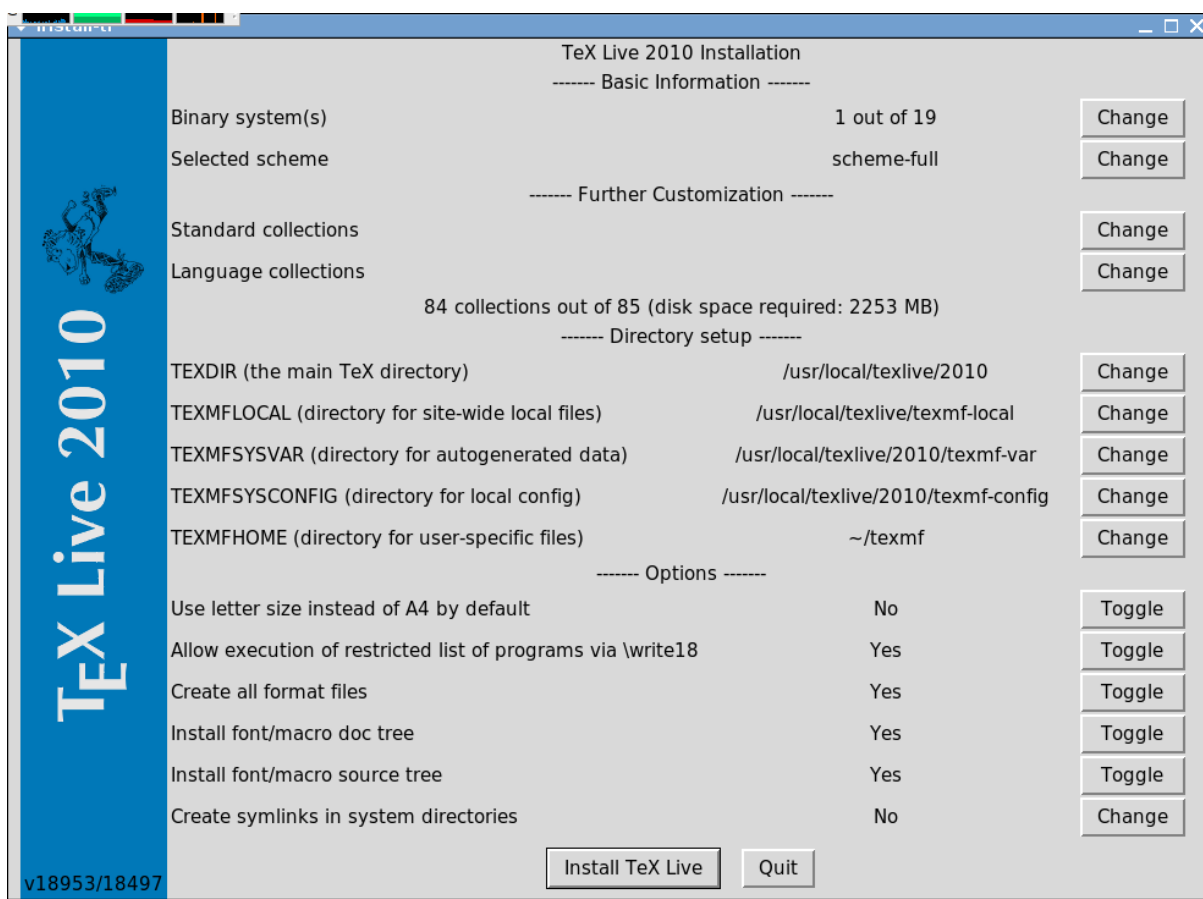 install-tl
TeX Live 2010 Installation
------- Basic Information -------
Binary system(s) 1 out of 19 Change
Selected scheme scheme-full Change
------- Further Customization -------
Standard collections Change
Language collections Change
84 collections out of 85 (disk space required: 2253 MB)
------- Directory setup -------
TEXDIR (the main TeX directory) /usr/local/texlive/2010 Change
TEXMFLOCAL (directory for site-wide local files) /usr/local/texlive/texmf-local Change
TEXMFSYSVAR (directory for autogenerated data) /usr/local/texlive/2010/texmf-var Change
TEXMFSYSCONFIG (directory for local config) /usr/local/texlive/2010/texmf-config Change
TEXMFHOME (directory for user-specific files) ~/texmf Change
------- Options -------
Use letter size instead of A4 by default No Toggle
Allow execution of restricted list of programs via \write18 Yes Toggle
Create all format files Yes Toggle
Install font/macro doc tree Yes Toggle
Install font/macro source tree Yes Toggle
Create symlinks in system directories No Change
Install TeX Live Quit
TEX Live 2010
v18953/18497